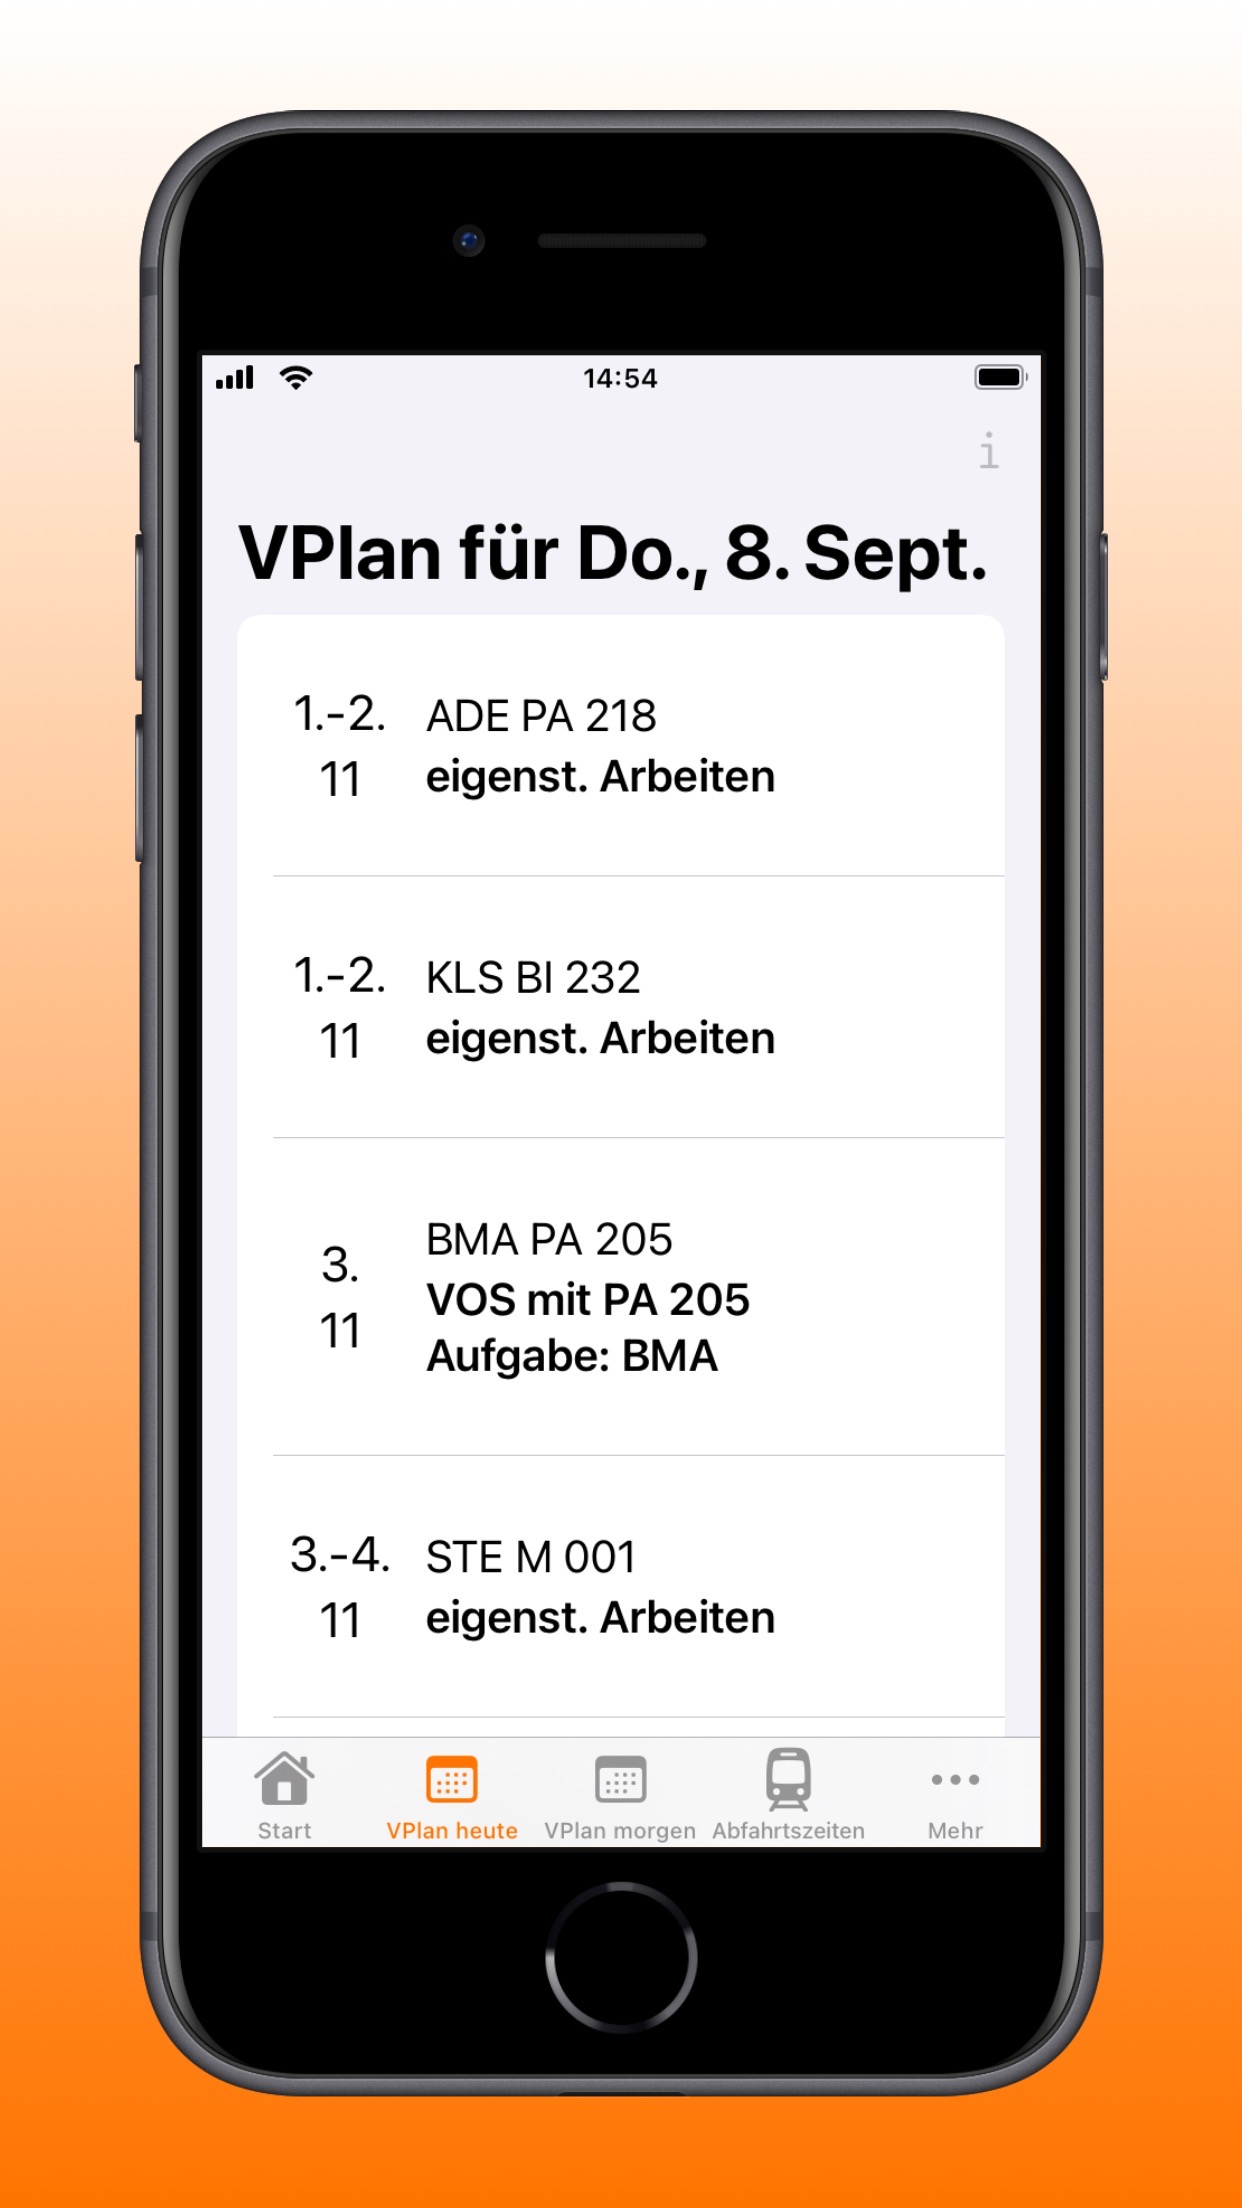 14:54
i
VPlan für Do., 8. Sept.
1.-2.
11
ADE PA 218
eigenst. Arbeiten
1.-2.
11
KLS BI 232
eigenst. Arbeiten
3.
11
BMA PA 205
VOS mit PA 205
Aufgabe: BMA
3.-4.
11
STE M 001
eigenst. Arbeiten
Start
VPlan heute
VPlan morgen
Abfahrtszeiten
Mehr